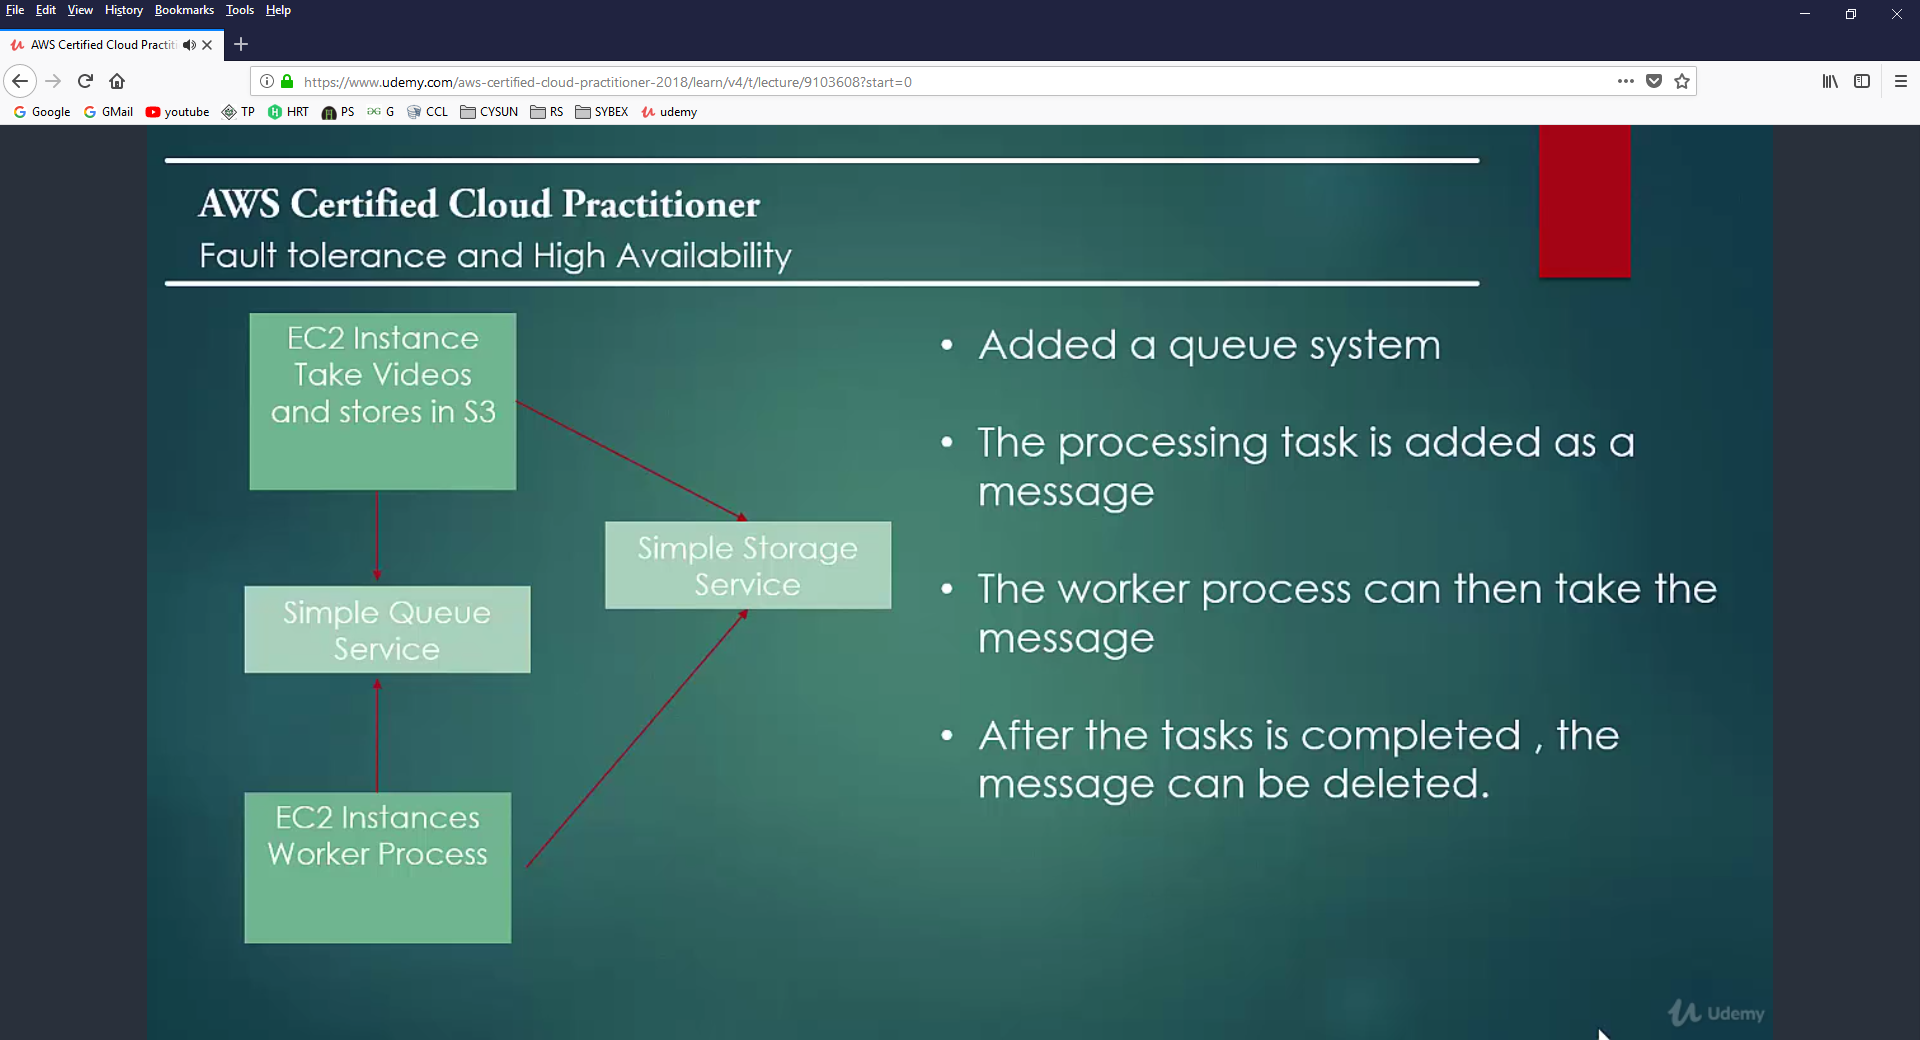 File Edit View History Bookmarks Tools Help
AWS Certified Cloud Practiti
https://www.udemy.com/aws-certified-cloud-practitioner-2018/learn/v4/t/lecture/9103608?start=0
Google GMail youtube TP HRT PS G CCL CYSUN RS SYBEX udemy
AWS Certified Cloud Practitioner
Fault tolerance and High Availability
EC2 Instance
Take Videos
and stores in S3
Simple Storage
Service
Simple Queue
Service
EC2 Instances
Worker Process
• Added a queue system
• The processing task is added as a
message
• The worker process can then take the
message
• After the tasks is completed , the
message can be deleted.
Udemy